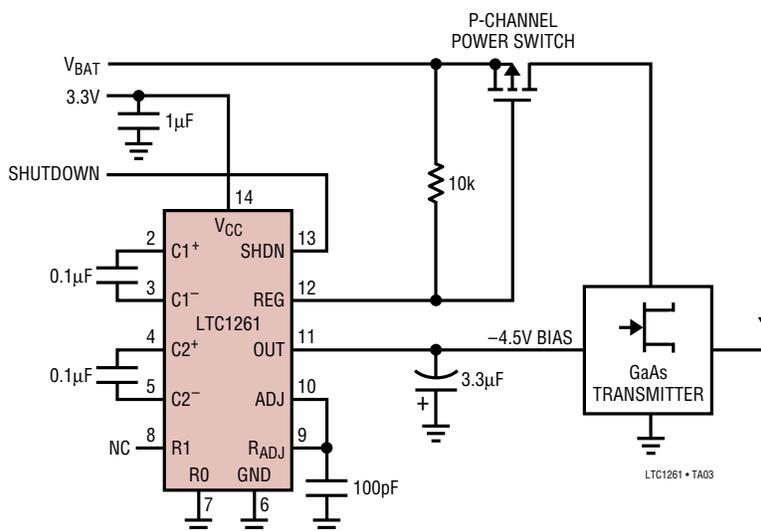 P-CHANNEL
POWER SWITCH
VBAT
3.3V
1µF
SHUTDOWN
10k
14
VCC
2
C1+
SHDN
13
0.1µF
3
C1−
REG
12
LTC1261
4
C2+
OUT
11
−4.5V BIAS
0.1µF
3.3µF
+
5
C2−
ADJ
10
GaAs
TRANSMITTER
NC
8
R1
RADJ
9
R0
GND
100pF
7
6
LTC1261 • TA03